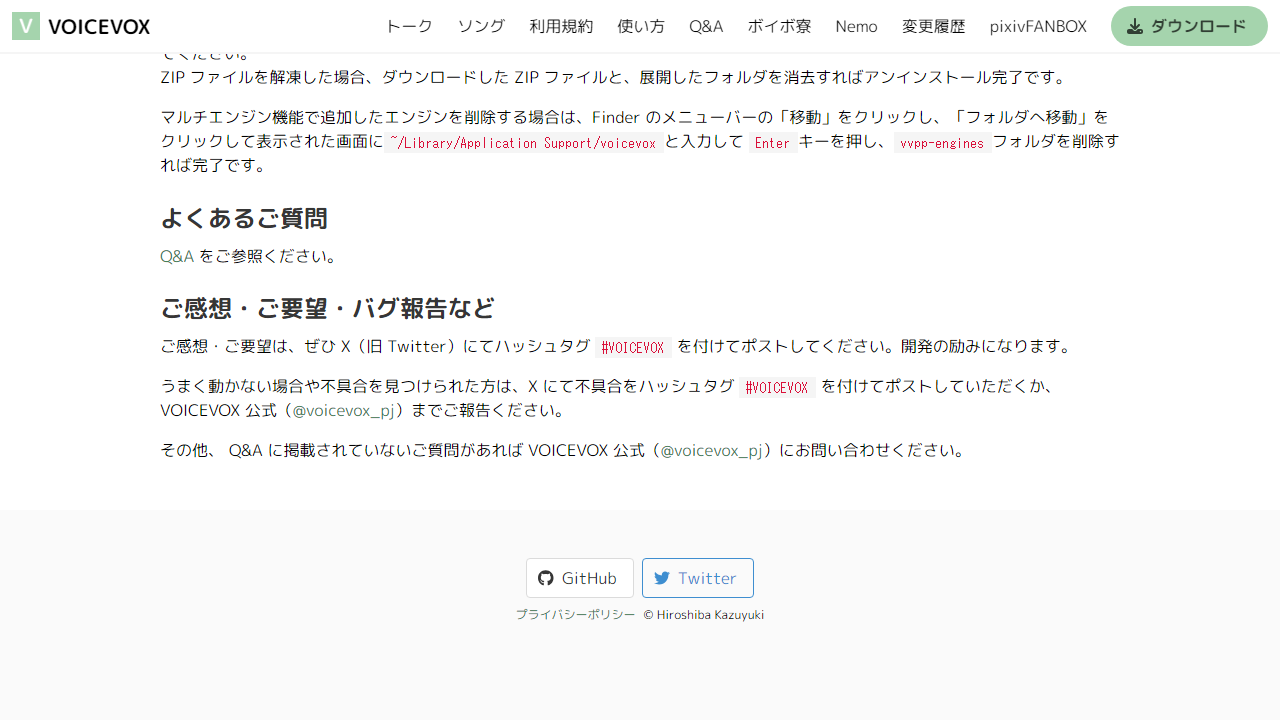 V VOICEVOX トーク ソング 利用規約 使い方 Q&A ボイボ寮 Nemo 変更履歴 pixivFANBOX ダウンロード
てください。
ZIP ファイルを解凍した場合、ダウンロードした ZIP ファイルと、展開したフォルダを消去すればアンインストール完了です。
マルチエンジン機能で追加したエンジンを削除する場合は、Finder のメニューバーの「移動」をクリックし、「フォルダへ移動」を
クリックして表示された画面に ~/Library/Application Support/voicevox と入力して Enter キーを押し、 vvpp-engines フォルダを削除す
れば完了です。
よくあるご質問
Q&A をご参照ください。
ご感想・ご要望・バグ報告など
ご感想・ご要望は、ぜひ X（旧 Twitter）にてハッシュタグ #VOICEVOX を付けてポストしてください。開発の励みになります。
うまく動かない場合や不具合を見つけられた方は、X にて不具合をハッシュタグ #VOICEVOX を付けてポストしていただくか、
VOICEVOX 公式（@voicevox_pj）までご報告ください。
その他、 Q&A に掲載されていないご質問があれば VOICEVOX 公式（@voicevox_pj）にお問い合わせください。
GitHub Twitter
プライバシーポリシー © Hiroshiba Kazuyuki